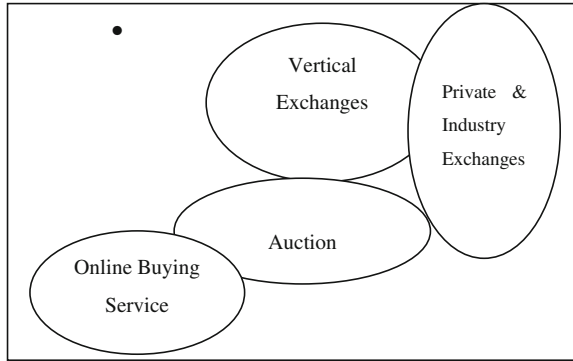 Vertical
Exchanges
Private &
Industry
Exchanges
Auction
Online Buying
Service